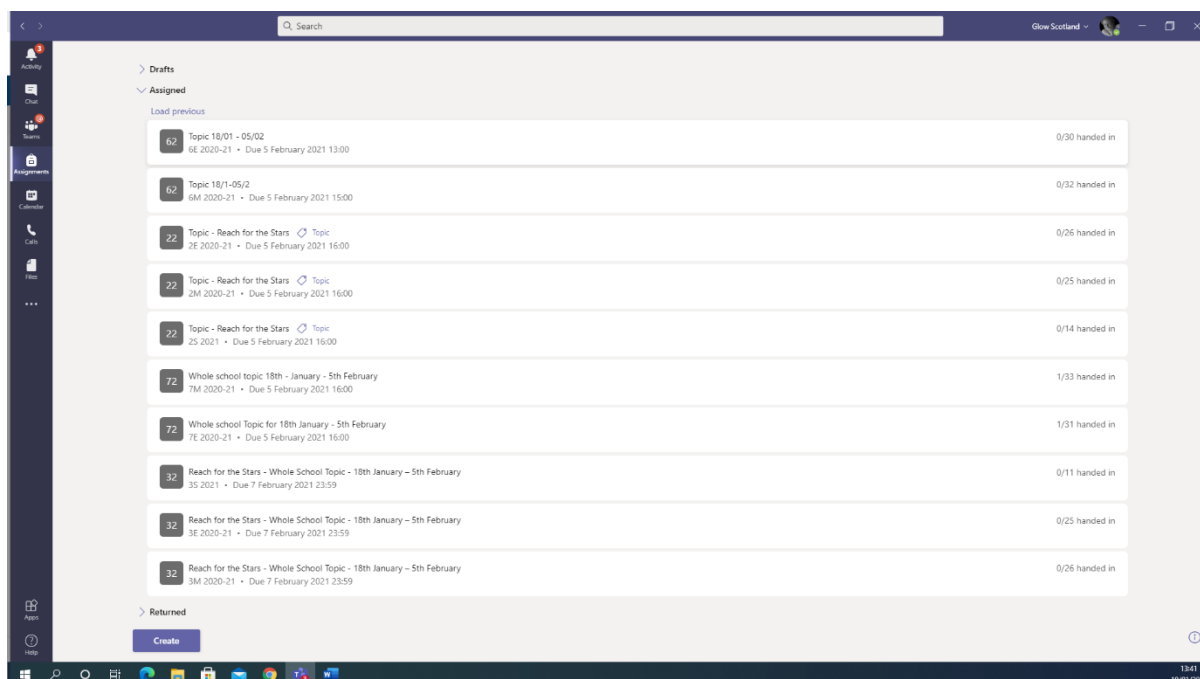 Search
Glow Scotland
3
Activity
Chat
Teams
Assignments
Calendar
Calls
Files
Drafts
Assigned
Load previous
62
Topic 18/01 - 05/02
6E 2020-21 • Due 5 February 2021 13:00
0/30 handed in
62
Topic 18/1-05/2
6M 2020-21 • Due 5 February 2021 15:00
0/32 handed in
22
Topic - Reach for the Stars Topic
2E 2020-21 • Due 5 February 2021 16:00
0/26 handed in
22
Topic - Reach for the Stars Topic
2M 2020-21 • Due 5 February 2021 16:00
0/25 handed in
22
Topic - Reach for the Stars Topic
2S 2021 • Due 5 February 2021 16:00
0/14 handed in
72
Whole school topic 18th - January - 5th February
7M 2020-21 • Due 5 February 2021 16:00
1/33 handed in
72
Whole school Topic for 18th January - 5th February
7E 2020-21 • Due 5 February 2021 16:00
1/31 handed in
32
Reach for the Stars - Whole School Topic - 18th January – 5th February
3S 2021 • Due 7 February 2021 23:59
0/11 handed in
32
Reach for the Stars - Whole School Topic - 18th January – 5th February
3E 2020-21 • Due 7 February 2021 23:59
0/25 handed in
32
Reach for the Stars - Whole School Topic - 18th January – 5th February
3M 2020-21 • Due 7 February 2021 23:59
0/26 handed in
Returned
Create
Apps
Help
13:41